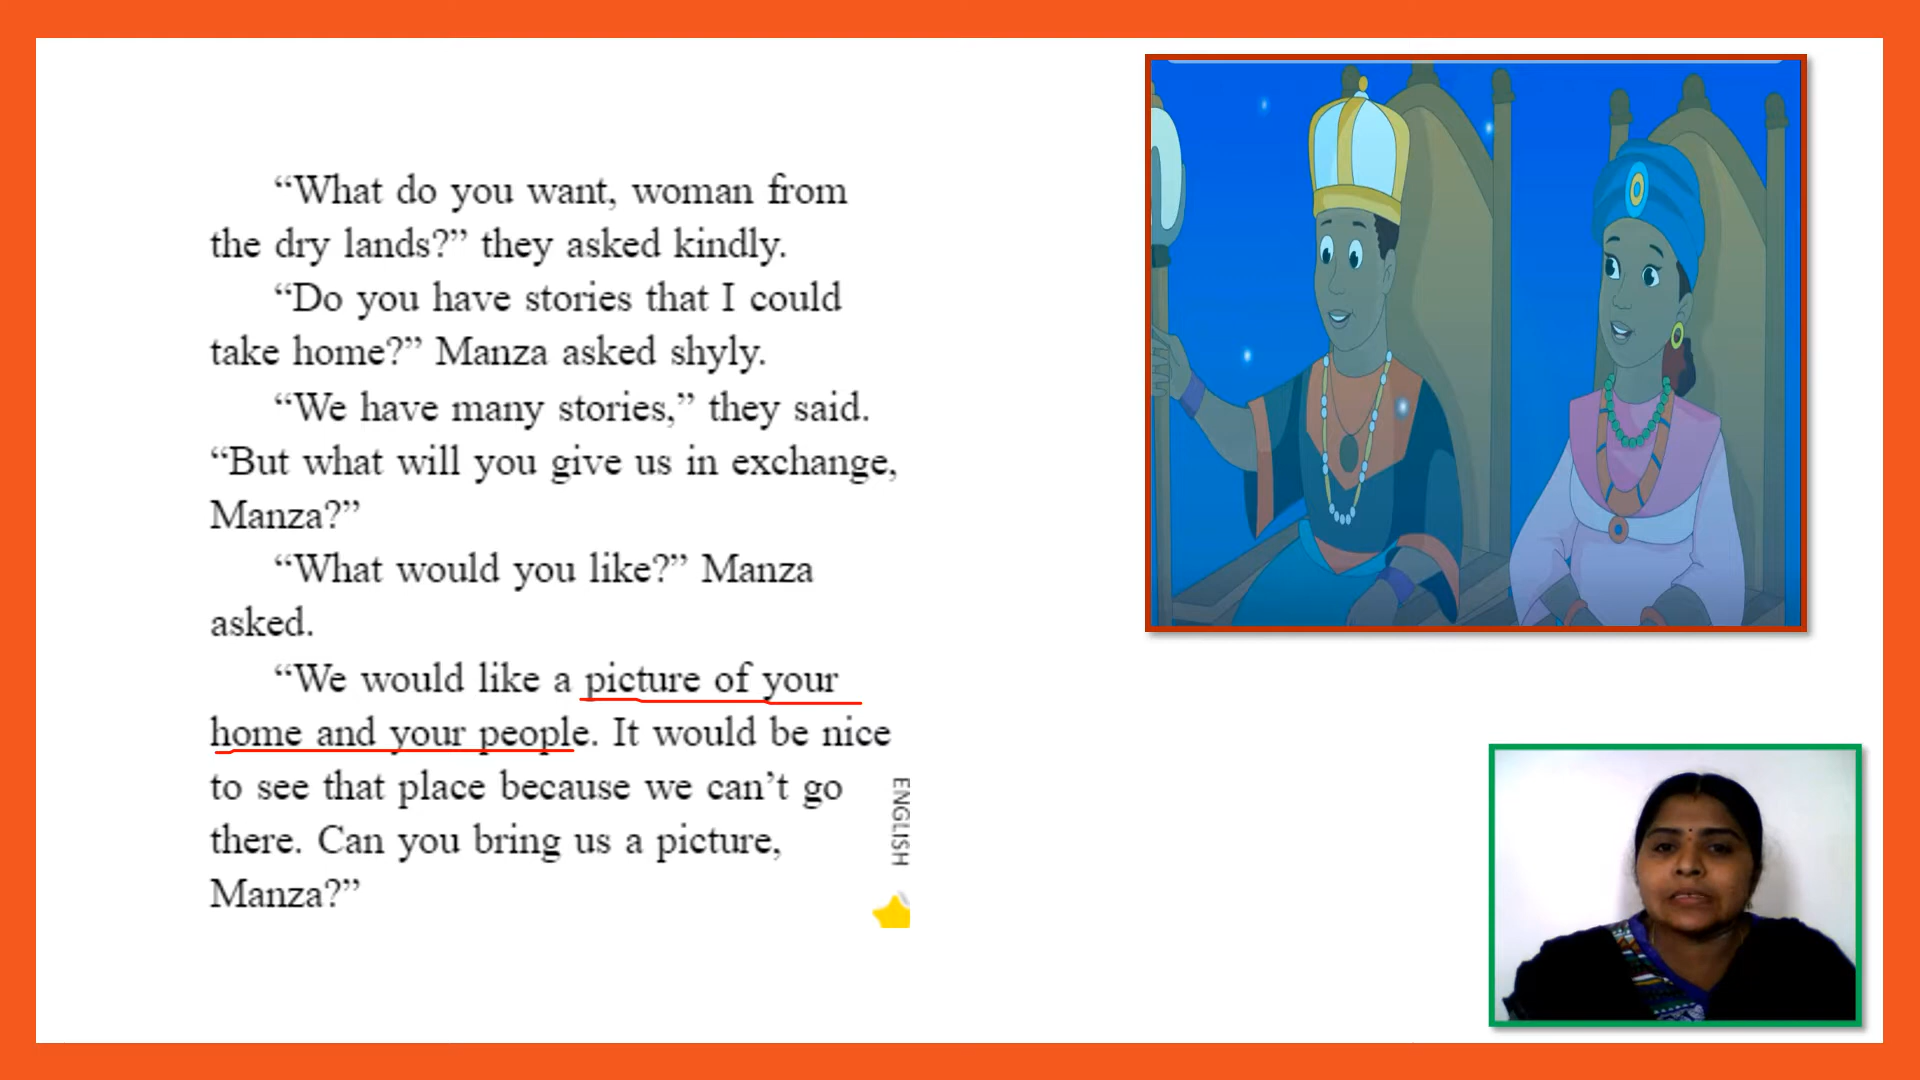 “What do you want, woman from
the dry lands?” they asked kindly.
“Do you have stories that I could
take home?” Manza asked shyly.
“We have many stories,” they said.
“But what will you give us in exchange,
Manza?”
“What would you like?” Manza
asked.
“We would like a picture of your
home and your people. It would be nice
to see that place because we can’t go
there. Can you bring us a picture,
Manza?”
ENGLISH